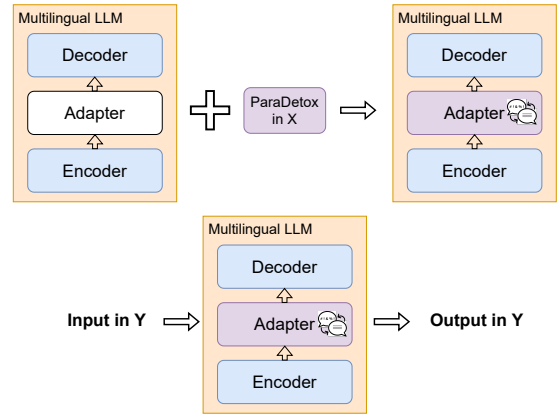 Multilingual LLM
Decoder
Adapter
Encoder
ParaDetox
in X
Multilingual LLM
Decoder
Adapter
Encoder
Multilingual LLM
Decoder
Adapter
Encoder
Input in Y
Output in Y